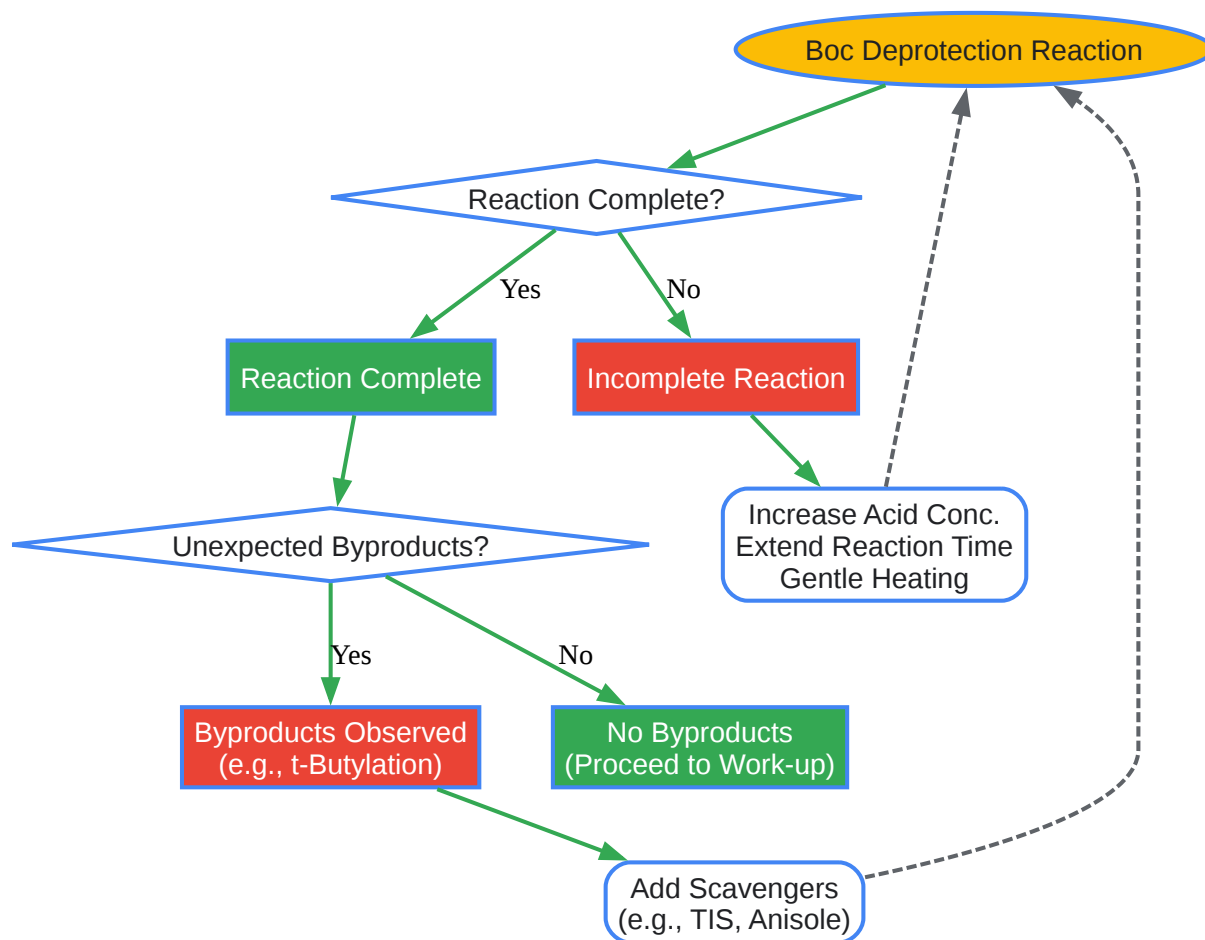 Boc Deprotection Reaction
Reaction Complete?
Yes
No
Reaction Complete
Incomplete Reaction
Increase Acid Conc.
Extend Reaction Time
Gentle Heating
Unexpected Byproducts?
Yes
No
Byproducts Observed
(e.g., t-Butylation)
No Byproducts
(Proceed to Work-up)
Add Scavengers
(e.g., TIS, Anisole)